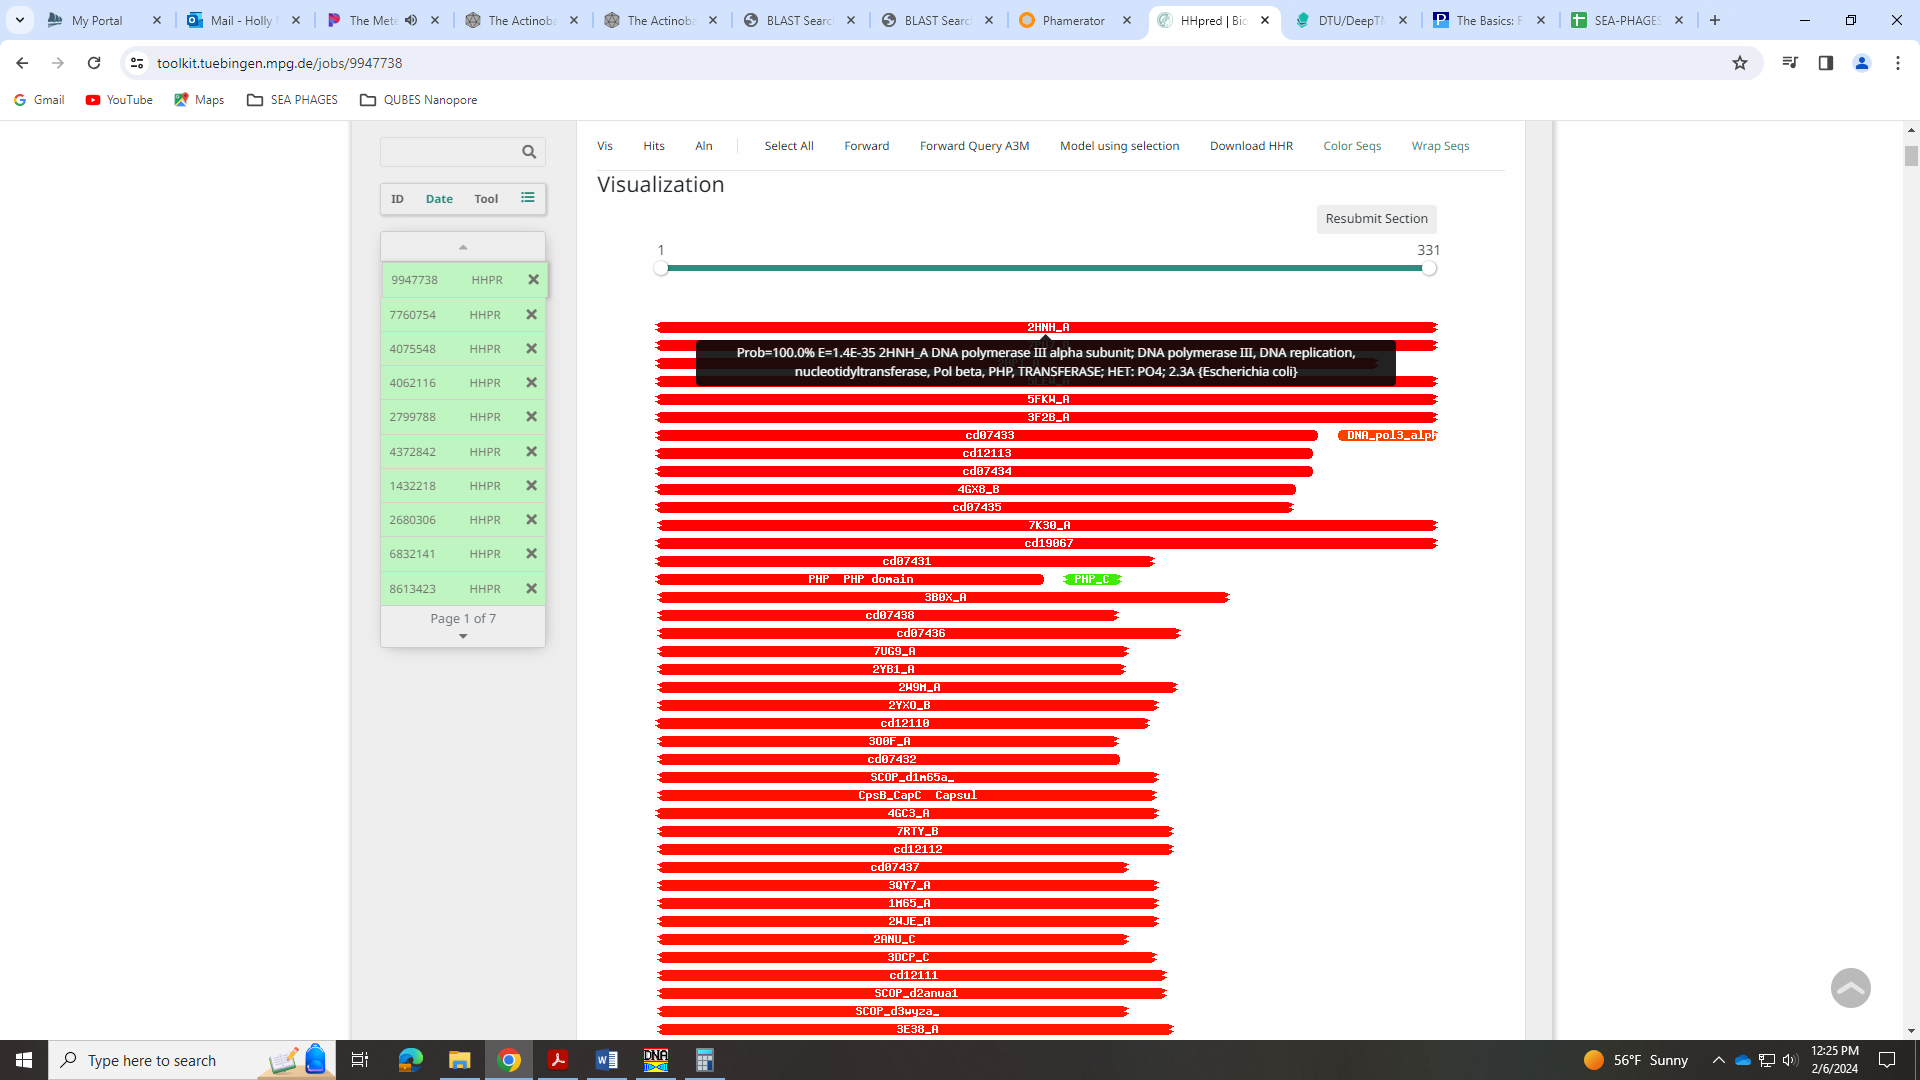 My Portal
Mail - Holly
The Mete
The Actinoba
The Actinoba
BLAST Searc
BLAST Searc
Phamerator
HHpred | Bio
DTU/DeepTM
The Basics: F
SEA-PHAGES
toolkit.tuebingen.mpg.de/jobs/9947738
Gmail
YouTube
Maps
SEA PHAGES
QUBES Nanopore
Vis Hits Aln Select All Forward Forward Query A3M Model using selection Download HHR Color Seqs Wrap Seqs
ID Date Tool
9947738 HHPR
7760754 HHPR
4075548 HHPR
4062116 HHPR
2799788 HHPR
4372842 HHPR
1432218 HHPR
2680306 HHPR
6832141 HHPR
8613423 HHPR
Page 1 of 7
Visualization
Resubmit Section
1 331
2HNH_A
Prob=100.0% E=1.4E-35 2HNH_A DNA polymerase III alpha subunit; DNA polymerase III, DNA replication,
nucleotidyltransferase, Pol beta, PHP, TRANSFERASE; HET: PO4; 2.3A {Escherichia coli}
5FKW_A
3F2B_A
cd07433 DNA_pol3_alph
cd12113
cd07434
4GX8_B
cd07435
7K30_A
cd19067
cd07431
PHP PHP domain PHP_C
3B0X_A
cd07438
cd07436
7UG9_A
2YB1_A
2W9M_A
2YXO_B
cd12110
3O0F_A
cd07432
SCOP_d1m65a_
CpsB_CapC Capsul
4GC3_A
7RTY_B
cd12112
cd07437
3QY7_A
1M65_A
2WJE_A
2ANU_C
3DCP_C
cd12111
SCOP_d2anua1
SCOP_d3wyza_
3E38_A
Type here to search
DNA
56°F Sunny
12:25 PM
2/6/2024